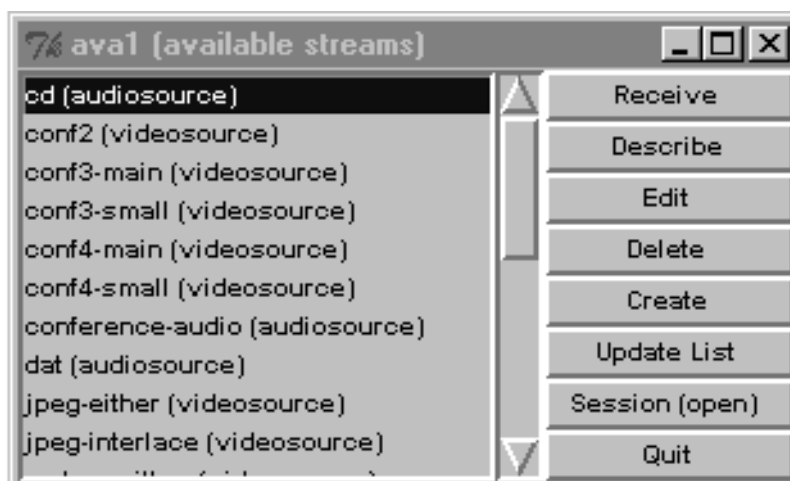 ava1 (available streams)
cd (audiosource)
conf2 (videosource)
conf3-main (videosource)
conf3-small (videosource)
conf4-main (videosource)
conf4-small (videosource)
conference-audio (audiosource)
dat (audiosource)
jpeg-either (videosource)
jpeg-interlace (videosource)
Receive
Describe
Edit
Delete
Create
Update List
Session (open)
Quit